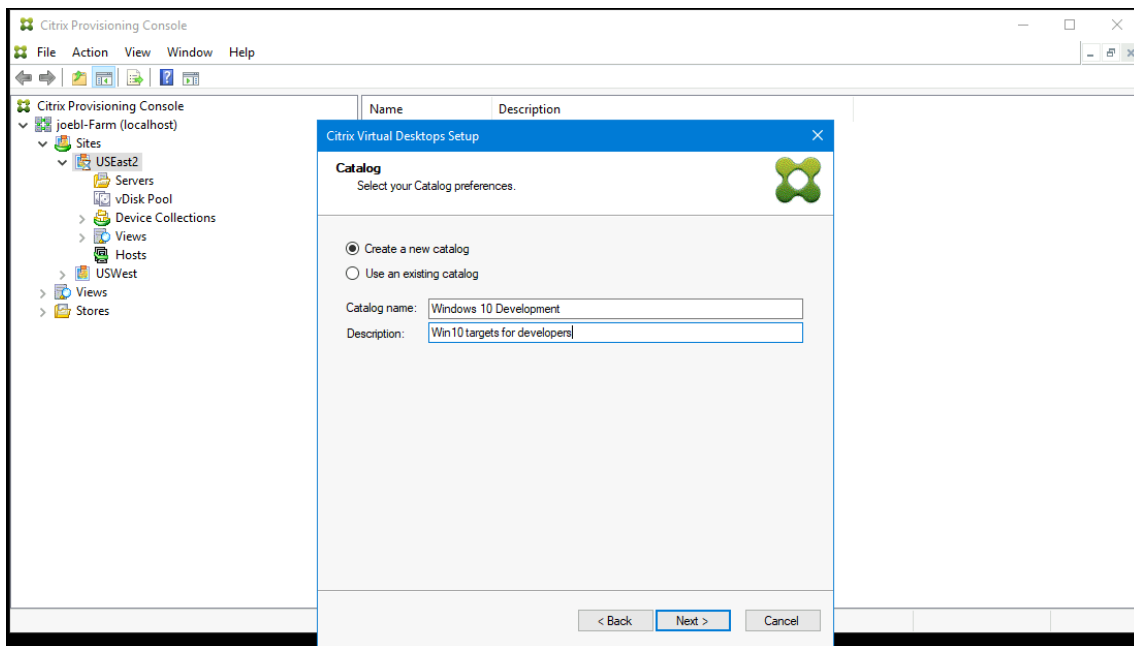 Citrix Provisioning Console
File Action View Window Help
Citrix Provisioning Console
joebl-Farm (localhost)
Sites
USEast2
Servers
vDisk Pool
Device Collections
Views
Hosts
USWest
Views
Stores
Name Description
Citrix Virtual Desktops Setup
Catalog
Select your Catalog preferences.
Create a new catalog
Use an existing catalog
Catalog name: Windows 10 Development
Description: Win10 targets for developers
< Back Next > Cancel